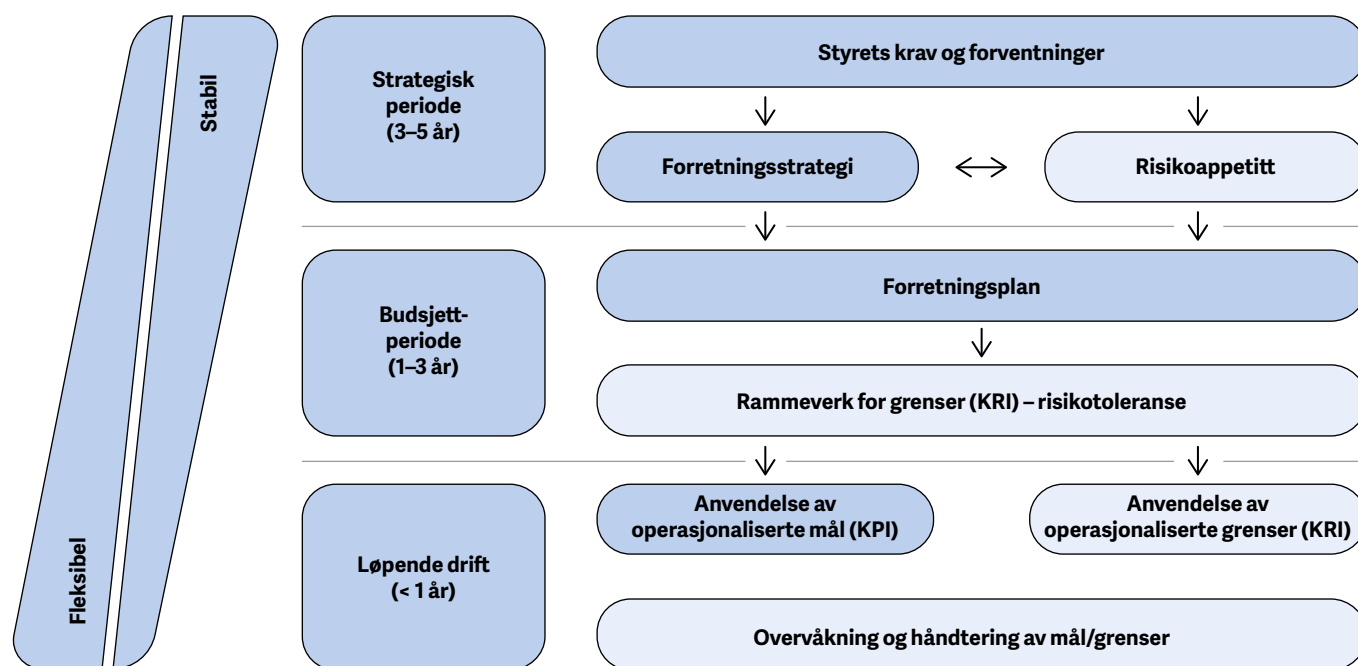 Stabil
Fleksibel
Strategisk
periode
(3–5 år)
Styrets krav og forventninger
Forretningsstrategi
Risikoappetitt
Budsjett-
periode
(1–3 år)
Forretningsplan
Rammeverk for grenser (KRI) – risikotoleranse
Løpende drift
(< 1 år)
Anvendelse av
operasjonaliserte mål (KPI)
Anvendelse av
operasjonaliserte grenser (KRI)
Overvåkning og håndtering av mål/grenser